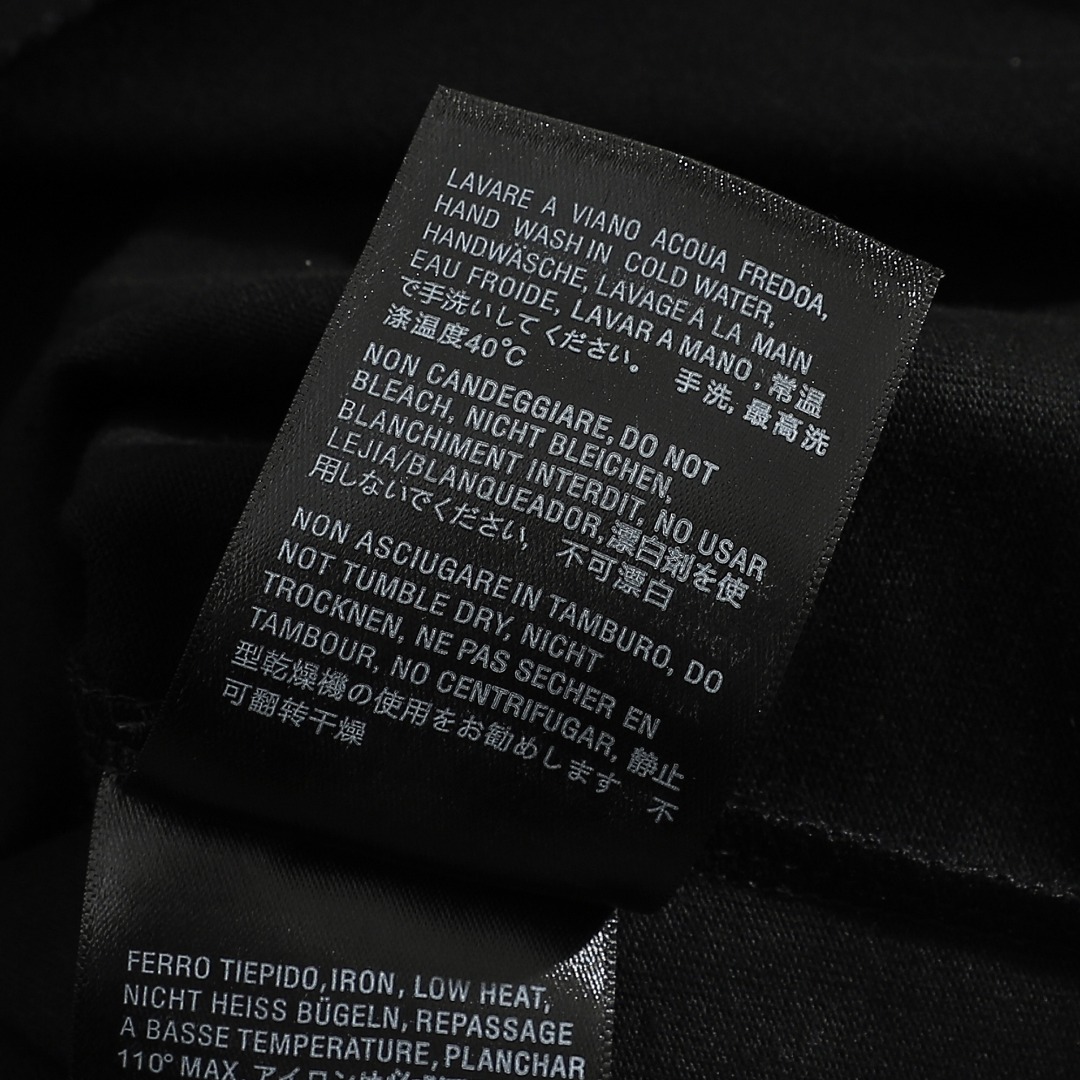 LAVARE A VIANO ACQUA FREDOA,
HAND WASH IN COLD WATER,
HANDWÄSCHE, LAVAGE A LA MAIN
EAU FROIDE, LAVAR A MANO , 常温
で手洗いしてください。 手洗, 最高洗
涤温度40°C
NON CANDEGGIARE, DO NOT
BLEACH, NICHT BLEICHEN,
BLANCHIMENT INTERDIT, NO USAR
LEJIA/BLANQUEADOR, 漂白剤を使
用しないでください, 不可漂白
NON ASCIUGARE IN TAMBURO, DO
NOT TUMBLE DRY, NICHT
TROCKNEN, NE PAS SECHER EN
TAMBOUR, NO CENTRIFUGAR, 静止
型乾燥機の使用をお勧めします 不
可翻转干燥
FERRO TIEPIDO, IRON, LOW HEAT,
NICHT HEISS BÜGELN, REPASSAGE
A BASSE TEMPERATURE, PLANCHAR
110° MAX, アイロン